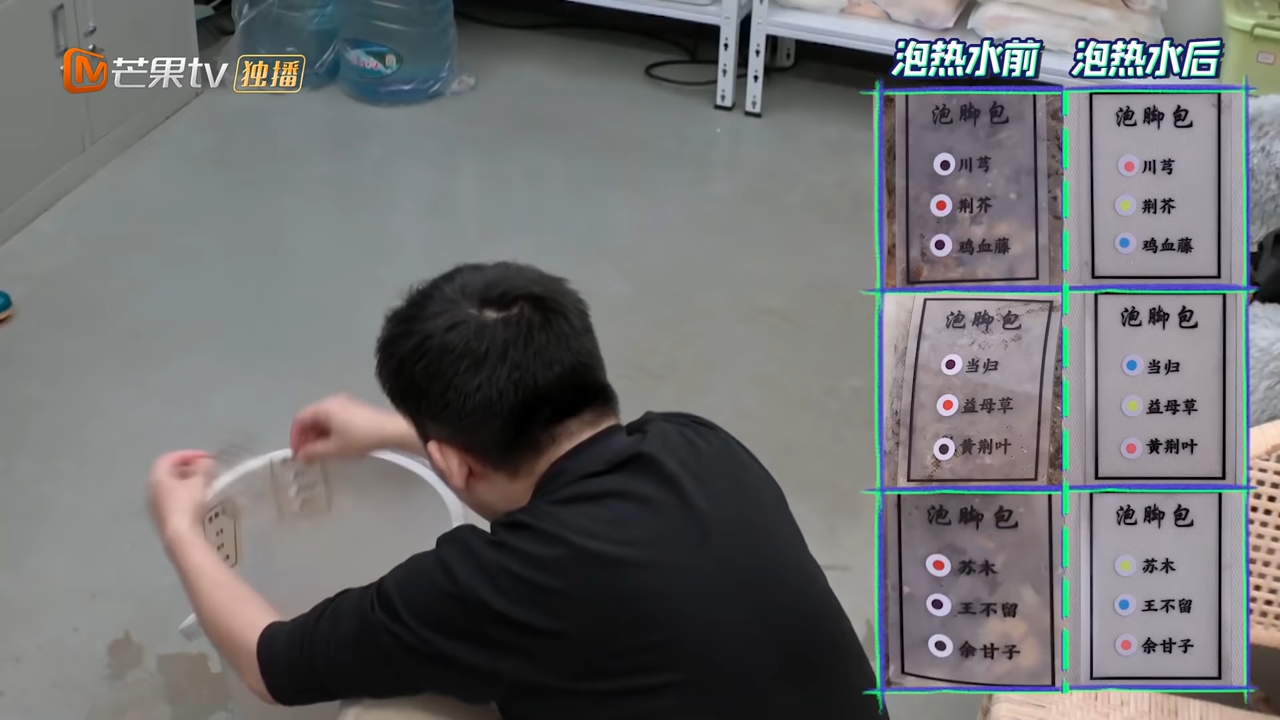 芒果tv 独播
泡热水前 泡热水后
泡脚包
川芎
荆芥
鸡血藤
泡脚包
川芎
荆芥
鸡血藤
泡脚包
当归
益母草
黄荆叶
泡脚包
当归
益母草
黄荆叶
泡脚包
苏木
王不留
余甘子
泡脚包
苏木
王不留
余甘子